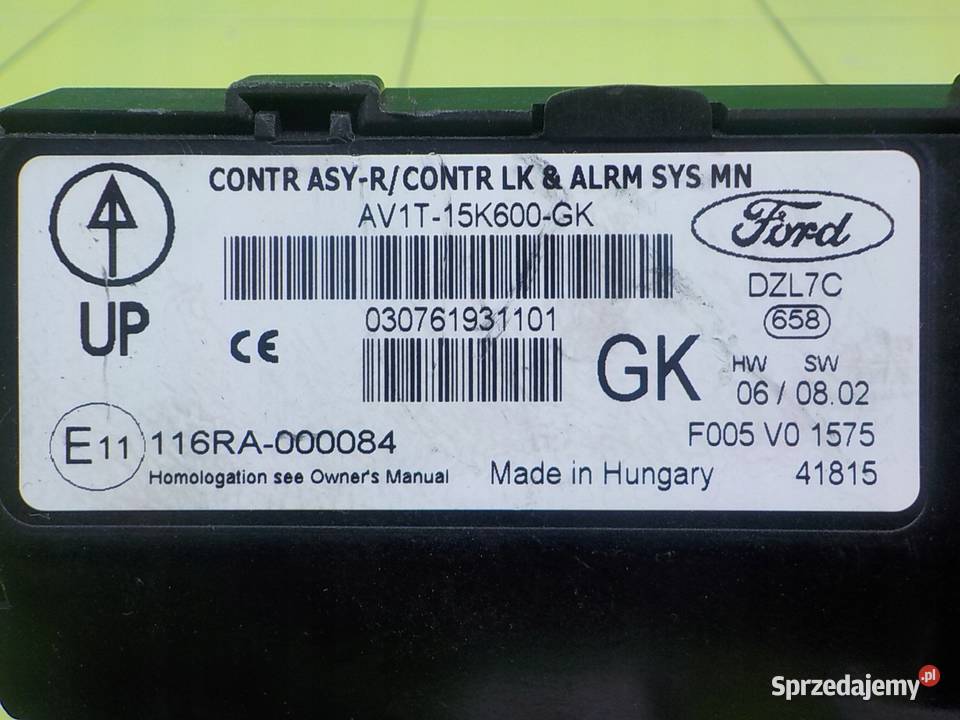 CONTR ASY-R/CONTR LK & ALRM SYS MN
AV1T-15K600-GK
Ford
UP
DZL7C
658
030761931101
CE
GK
HW SW
06 / 08.02
E11 116RA-000084
Homologation see Owner's Manual
Made in Hungary
F005 V0 1575
41815
Sprzedajemy.pl